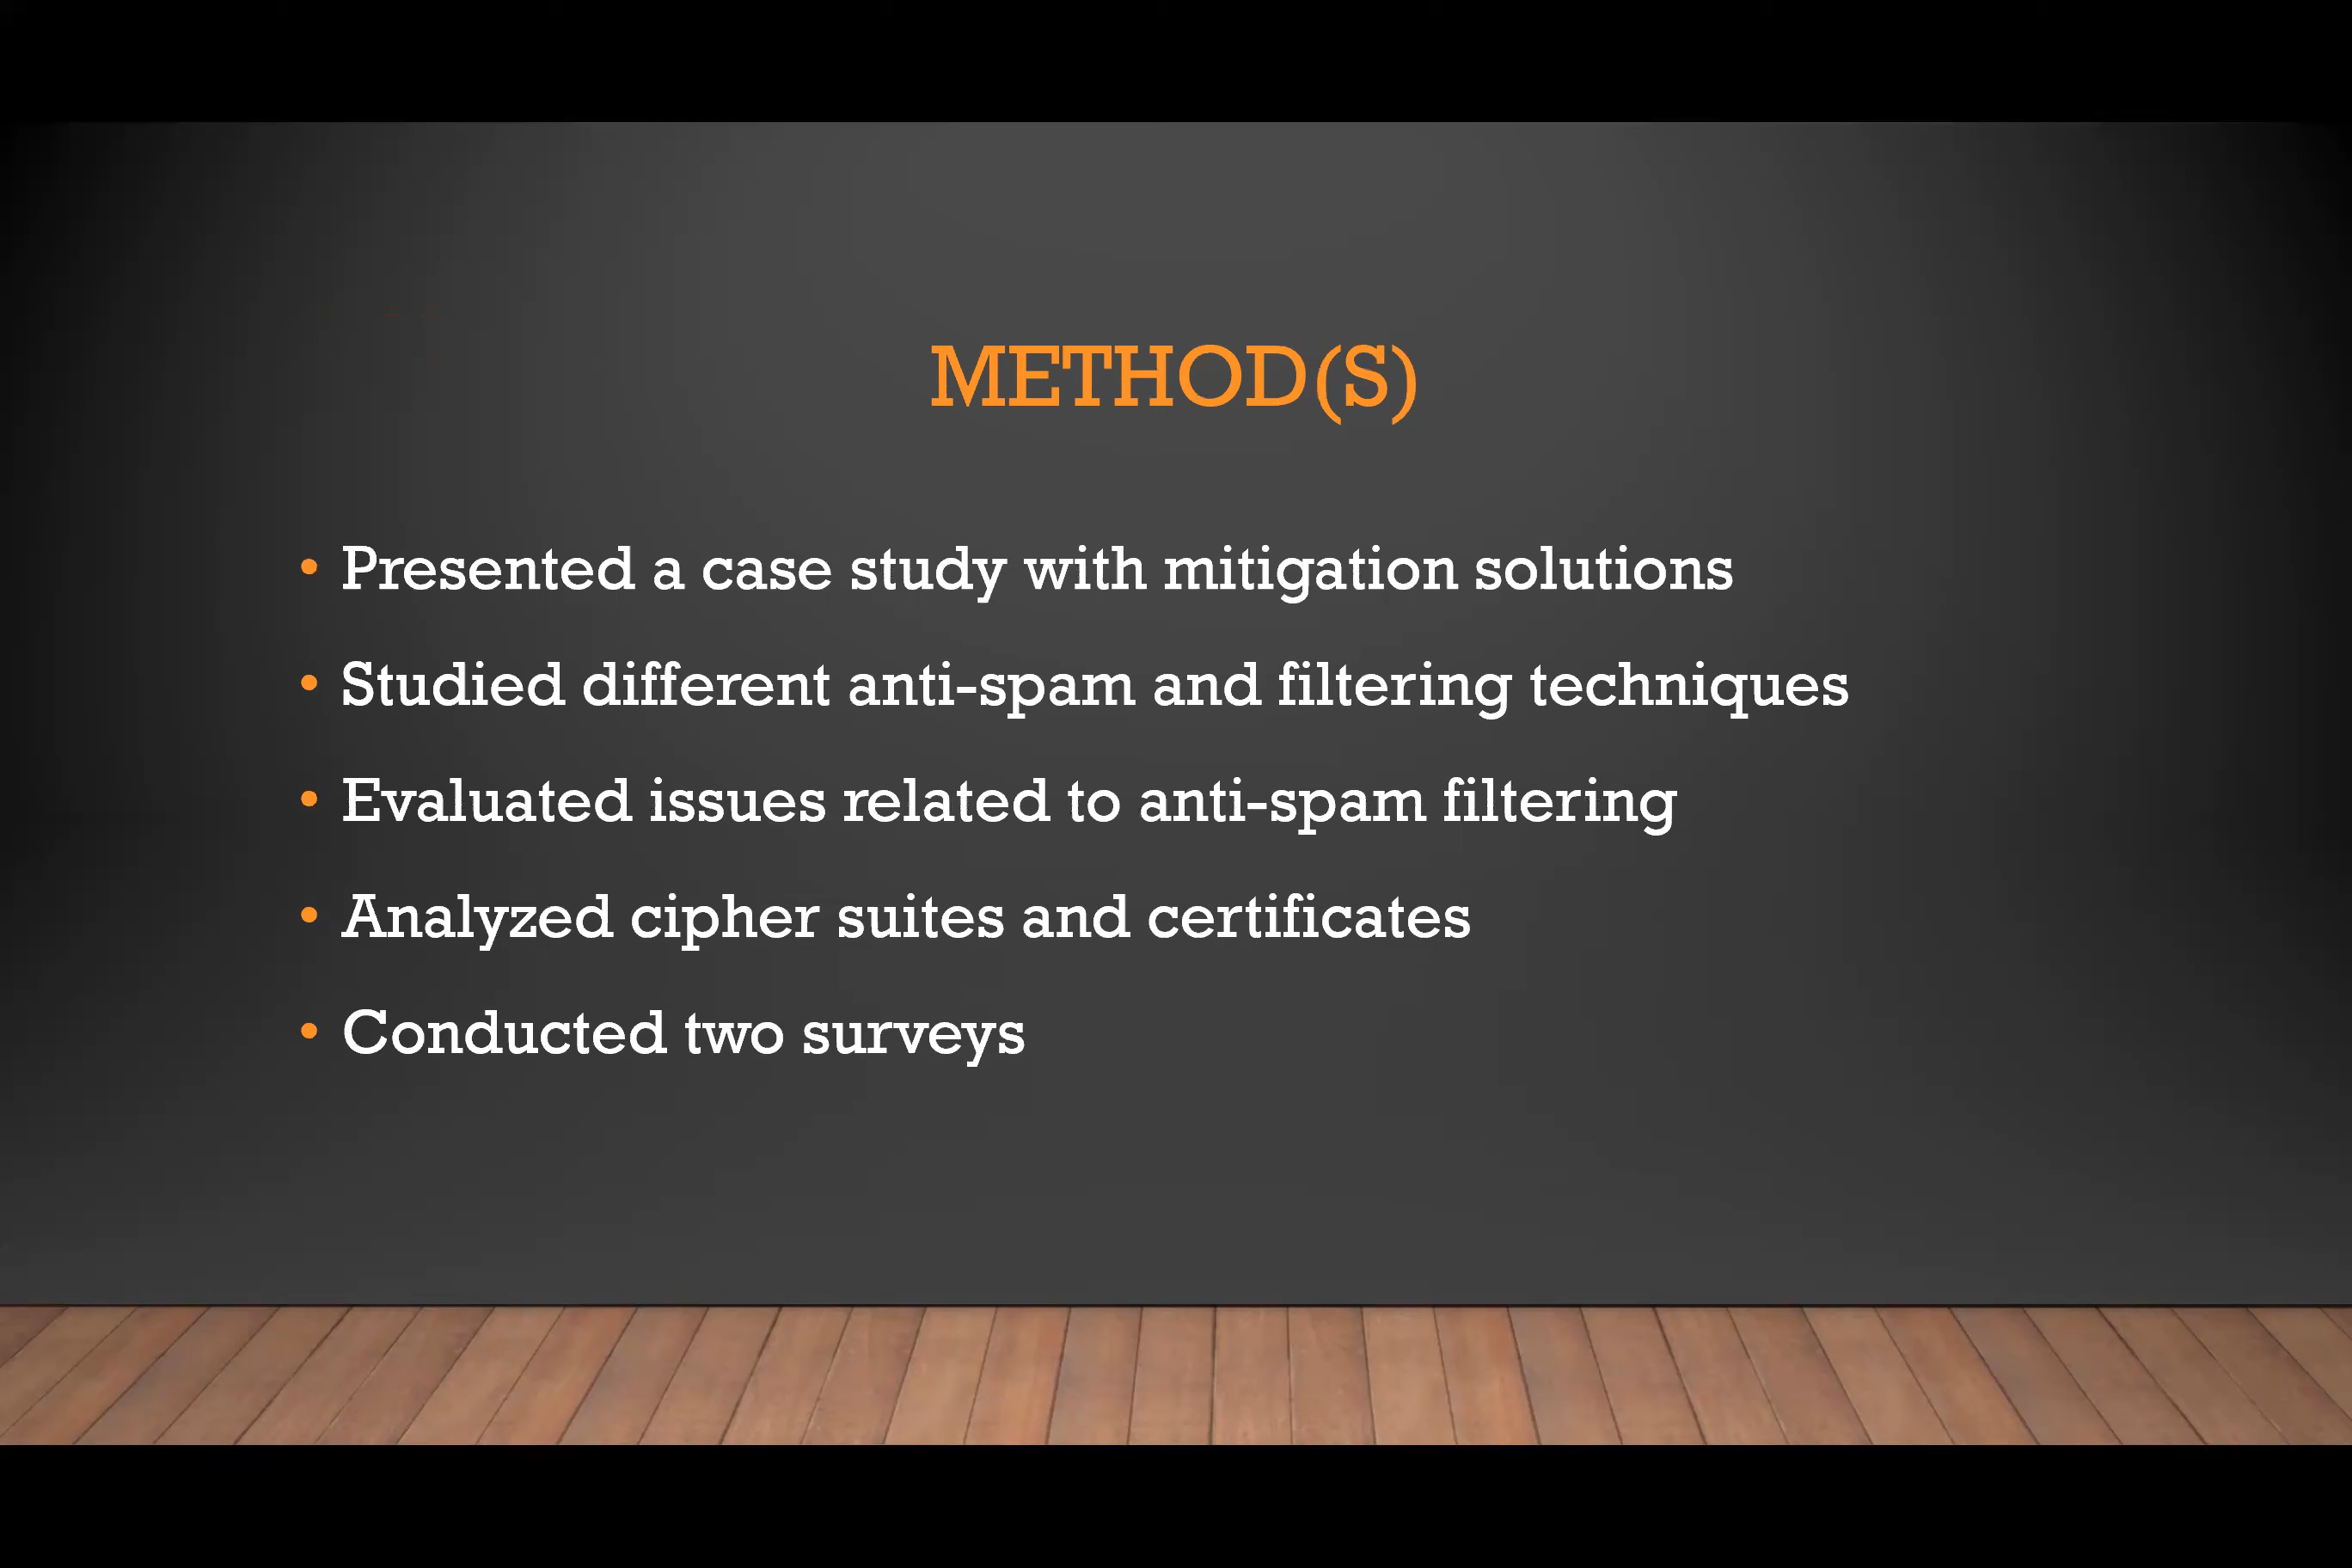 METHOD(S)
• Presented a case study with mitigation solutions
• Studied different anti-spam and filtering techniques
• Evaluated issues related to anti-spam filtering
• Analyzed cipher suites and certificates
• Conducted two surveys